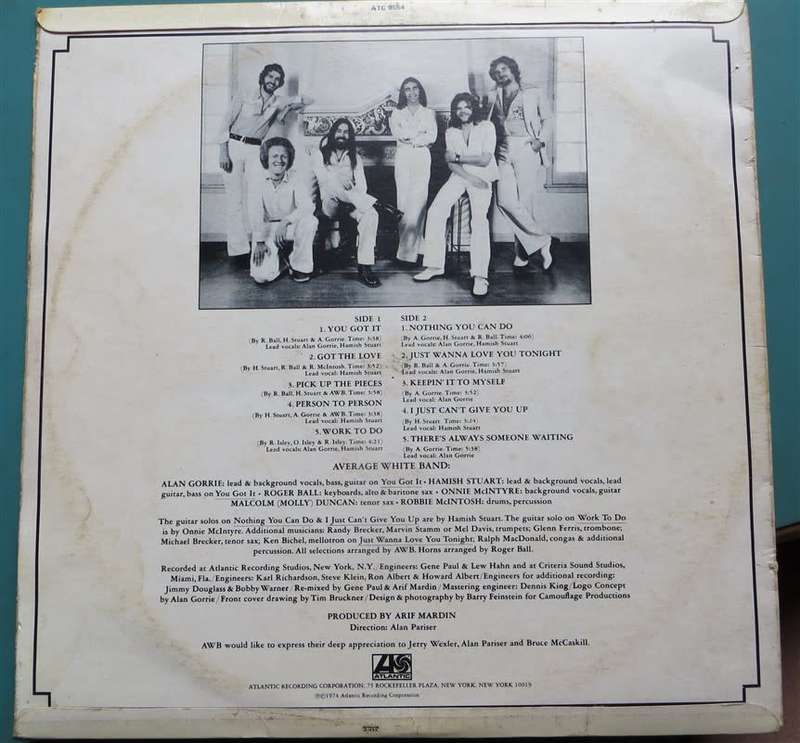 ATC 9554
SIDE 1
1. YOU GOT IT
(By R. Ball, H. Stuart & A. Gorrie. Time: 3:38)
Lead vocals: Alan Gorrie, Hamish Stuart
2. GOT THE LOVE
(By H. Stuart, R. Ball & R. McIntosh. Time: 3:52)
Lead vocal: Hamish Stuart
3. PICK UP THE PIECES
(By R. Ball, H. Stuart & AWB. Time: 3:58)
4. PERSON TO PERSON
(By H. Stuart, A. Gorrie & AWB. Time: 3:38)
Lead vocals: Alan Gorrie, Hamish Stuart
5. WORK TO DO
(By R. Isley, O. Isley & R. Isley. Time: 4:21)
Lead vocals: Alan Gorrie, Hamish Stuart
SIDE 2
1. NOTHING YOU CAN DO
(By A. Gorrie, H. Stuart & R. Ball. Time: 4:06)
Lead vocals: Alan Gorrie, Hamish Stuart
2. JUST WANNA LOVE YOU TONIGHT
(By R. Ball & A. Gorrie. Time: 3:57)
Lead vocals: Alan Gorrie, Hamish Stuart
3. KEEPIN' IT TO MYSELF
(By A. Gorrie. Time: 3:52)
Lead vocal: Alan Gorrie
4. I JUST CAN'T GIVE YOU UP
(By H. Stuart. Time:
Lead vocal: Hamish Stuart
5. THERE'S ALWAYS SOMEONE WAITING
(By A. Gorrie. Time: 5:38)
Lead vocal: Alan Gorrie
AVERAGE WHITE BAND:
ALAN GORRIE: lead & background vocals, bass, guitar on You Got It • HAMISH STUART: lead & background vocals, lead
guitar, bass on You Got It • ROGER BALL: keyboards, alto & baritone sax • ONNIE McINTYRE: background vocals, guitar
MALCOLM (MOLLY) DUNCAN: tenor sax • ROBBIE McINTOSH: drums, percussion
The guitar solos on Nothing You Can Do & I Just Can't Give You Up are by Hamish Stuart. The guitar solo on Work To Do
is by Onnie McIntyre. Additional musicians: Randy Brecker, Marvin Stamm or Mel Davis, trumpets; Glenn Ferris, trombone;
Michael Brecker, tenor sax; Ken Bichel, mellotron on Just Wanna Love You Tonight; Ralph MacDonald, congas & additional
percussion. All selections arranged by AWB. Horns arranged by Roger Ball.
Recorded at Atlantic Recording Studios, New York, N.Y./Engineers: Gene Paul & Lew Hahn and at Criteria Sound Studios,
Miami, Fla./Engineers: Karl Richardson, Steve Klein, Ron Albert & Howard Albert/Engineers for additional recording:
Jimmy Douglass & Bobby Warner/Re-mixed by Gene Paul & Arif Mardin/Mastering engineer: Dennis King/Logo Concept
by Alan Gorrie/Front cover drawing by Tim Bruckner/Design & photography by Barry Feinstein for Camouflage Productions
PRODUCED BY ARIF MARDIN
Direction: Alan Pariser
AWB would like to express their deep appreciation to Jerry Wexler, Alan Pariser and Bruce McCaskill.
ATLANTIC
ATLANTIC RECORDING CORPORATION, 75 ROCKEFELLER PLAZA, NEW YORK, NEW YORK 10019
℗©1974 Atlantic Recording Corporation